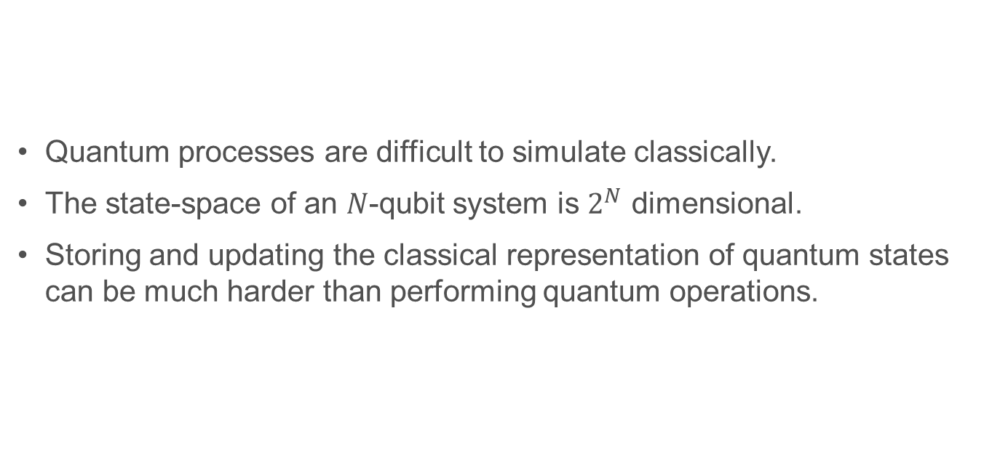 • Quantum processes are difficult to simulate classically.
• The state-space of an N-qubit system is 2^N dimensional.
• Storing and updating the classical representation of quantum states
can be much harder than performing quantum operations.